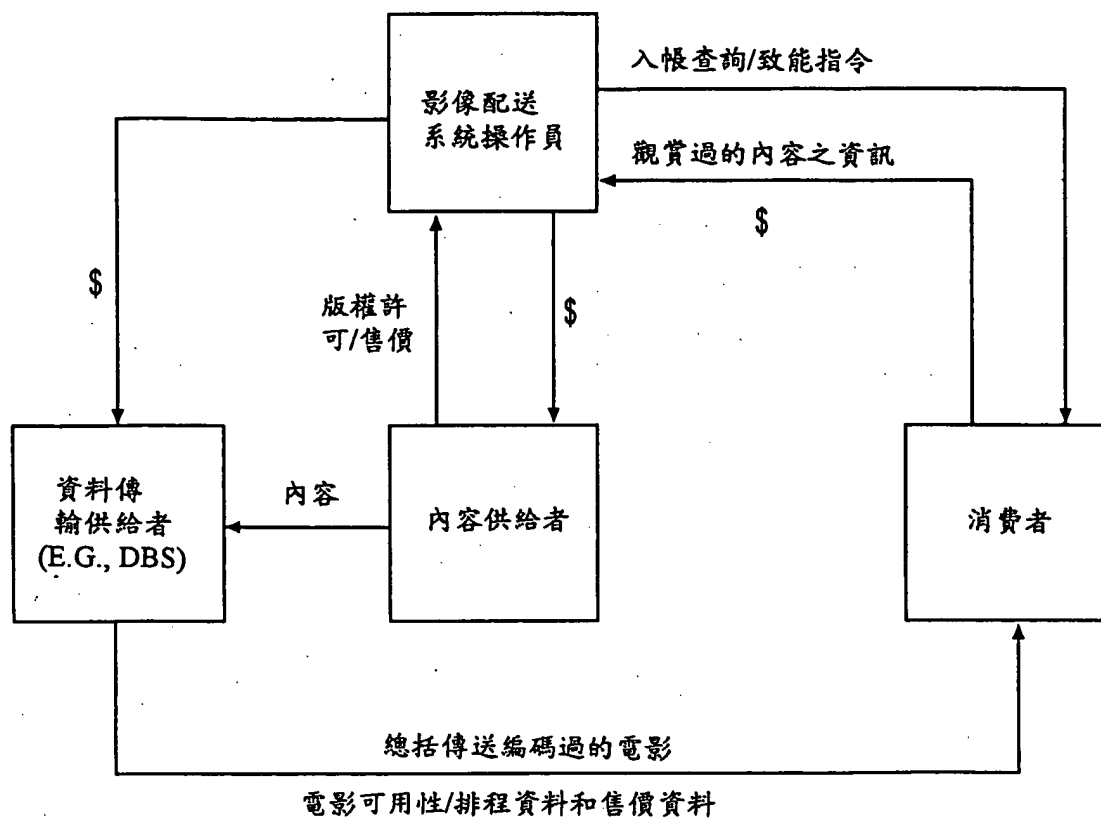 入帳查詢/致能指令
影像配送
系統操作員
觀賞過的內容之資訊
$
$
版權許
可/售價
$
資料傳
輸供給者
(E.G., DBS)
內容
內容供給者
消費者
總括傳送編碼過的電影
電影可用性/排程資料和售價資料